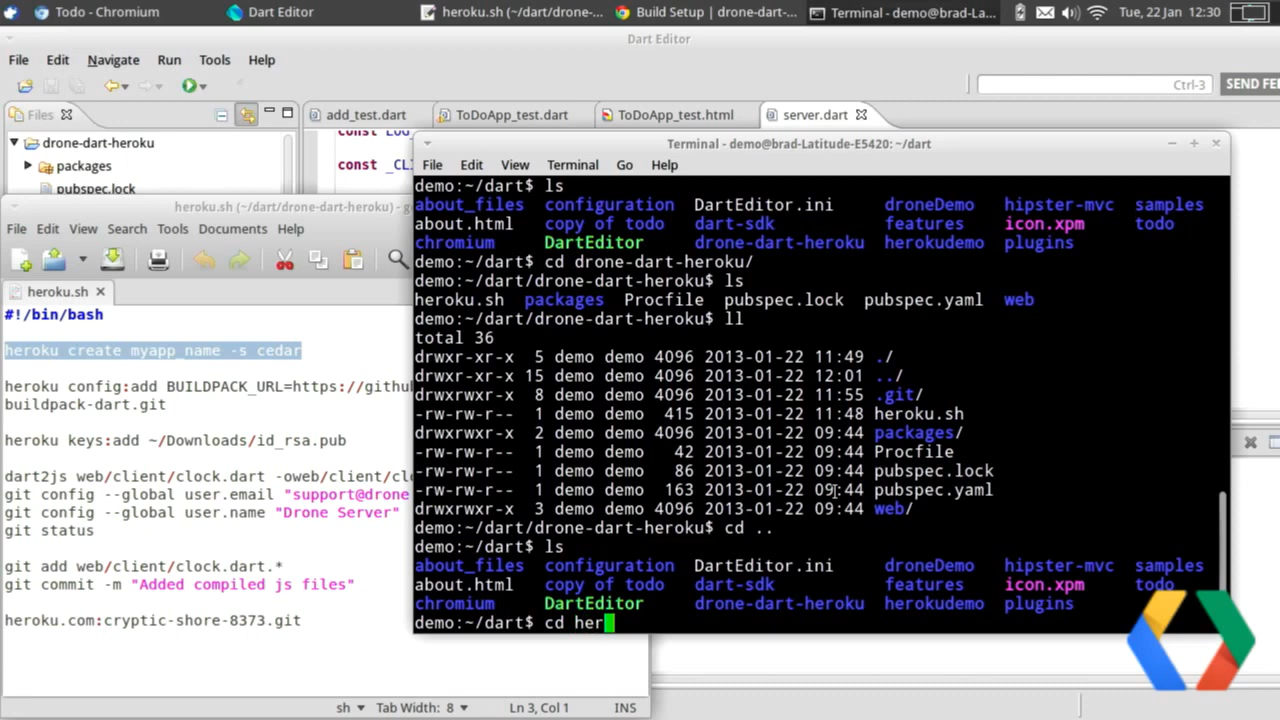 Todo - Chromium
Dart Editor
heroku.sh (~/dart/drone-...
Build Setup | drone-dart-...
Terminal - demo@brad-La...
Tue, 22 Jan 12:30
Dart Editor
File Edit Navigate Run Tools Help
Ctrl-3
SEND FEE
Files
add_test.dart
ToDoApp_test.dart
ToDoApp_test.html
server.dart
drone-dart-heroku
packages
pubspec.lock
const
const _CLI
heroku.sh (~/dart/drone-dart-heroku) - g
File Edit View Search Tools Documents Help
heroku.sh
#!/bin/bash
heroku create myapp_name -s cedar
heroku config:add BUILDPACK_URL=https://githu
buildpack-dart.git
heroku keys:add ~/Downloads/id_rsa.pub
dart2js web/client/clock.dart -oweb/client/clo
git config --global user.email "support@drone
git config --global user.name "Drone Server"
git status
git add web/client/clock.dart.*
git commit -m "Added compiled js files"
heroku.com:cryptic-shore-8373.git
sh Tab Width: 8 Ln 3, Col 1 INS
Terminal - demo@brad-Latitude-E5420: ~/dart
File Edit View Terminal Go Help
demo:~/dart$ ls
about_files configuration DartEditor.ini droneDemo hipster-mvc samples
about.html copy of todo dart-sdk features icon.xpm todo
chromium DartEditor drone-dart-heroku herokudemo plugins
demo:~/dart$ cd drone-dart-heroku/
demo:~/dart/drone-dart-heroku$ ls
heroku.sh packages Procfile pubspec.lock pubspec.yaml web
demo:~/dart/drone-dart-heroku$ ll
total 36
drwxr-xr-x 5 demo demo 4096 2013-01-22 11:49 ./
drwxr-xr-x 15 demo demo 4096 2013-01-22 12:01 ../
drwxrwxr-x 8 demo demo 4096 2013-01-22 11:55 .git/
-rw-rw-r-- 1 demo demo 415 2013-01-22 11:48 heroku.sh
drwxrwxr-x 2 demo demo 4096 2013-01-22 09:44 packages/
-rw-rw-r-- 1 demo demo 42 2013-01-22 09:44 Procfile
-rw-rw-r-- 1 demo demo 86 2013-01-22 09:44 pubspec.lock
-rw-rw-r-- 1 demo demo 163 2013-01-22 09:44 pubspec.yaml
drwxrwxr-x 3 demo demo 4096 2013-01-22 09:44 web/
demo:~/dart/drone-dart-heroku$ cd ..
demo:~/dart$ ls
about_files configuration DartEditor.ini droneDemo hipster-mvc samples
about.html copy of todo dart-sdk features icon.xpm todo
chromium DartEditor drone-dart-heroku herokudemo plugins
demo:~/dart$ cd her